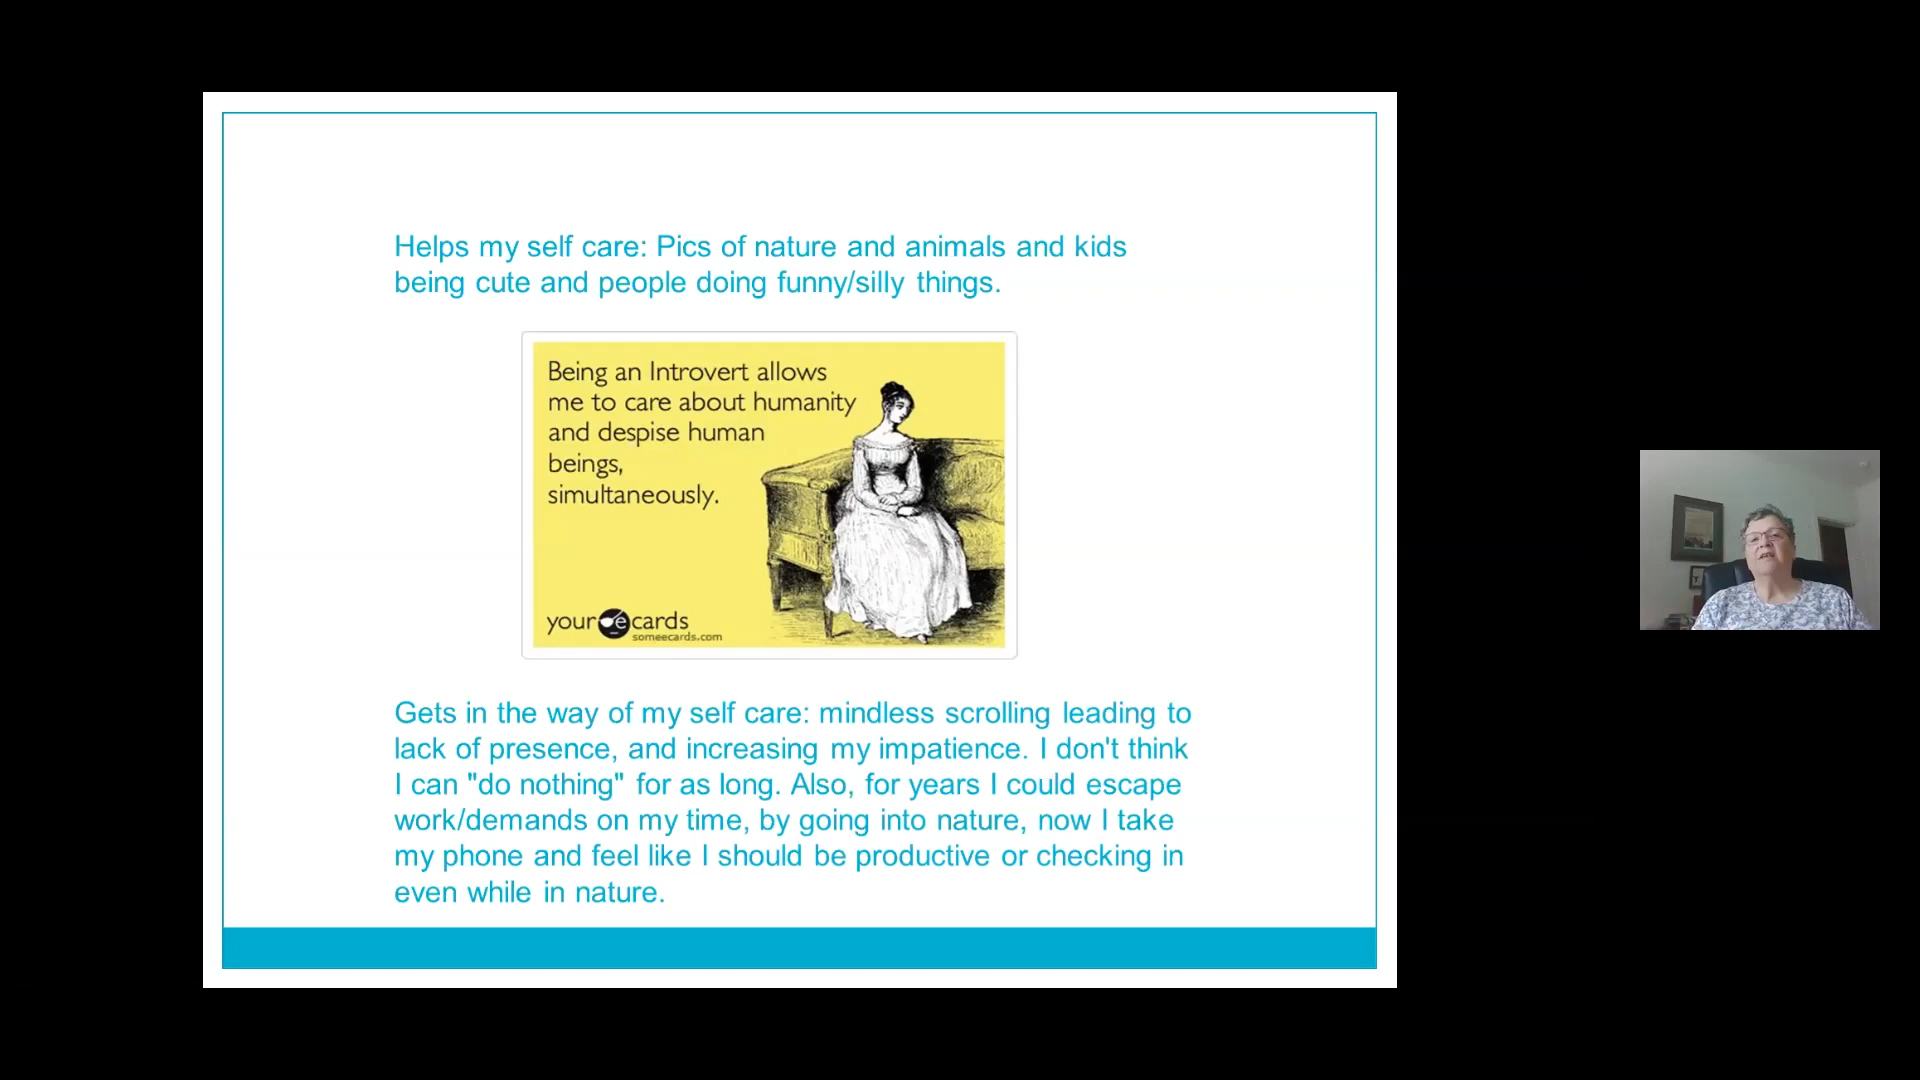 Helps my self care: Pics of nature and animals and kids
being cute and people doing funny/silly things.
Being an Introvert allows
me to care about humanity
and despise human
beings,
simultaneously.
your e cards
someecards.com
Gets in the way of my self care: mindless scrolling leading to
lack of presence, and increasing my impatience. I don't think
I can "do nothing" for as long. Also, for years I could escape
work/demands on my time, by going into nature, now I take
my phone and feel like I should be productive or checking in
even while in nature.